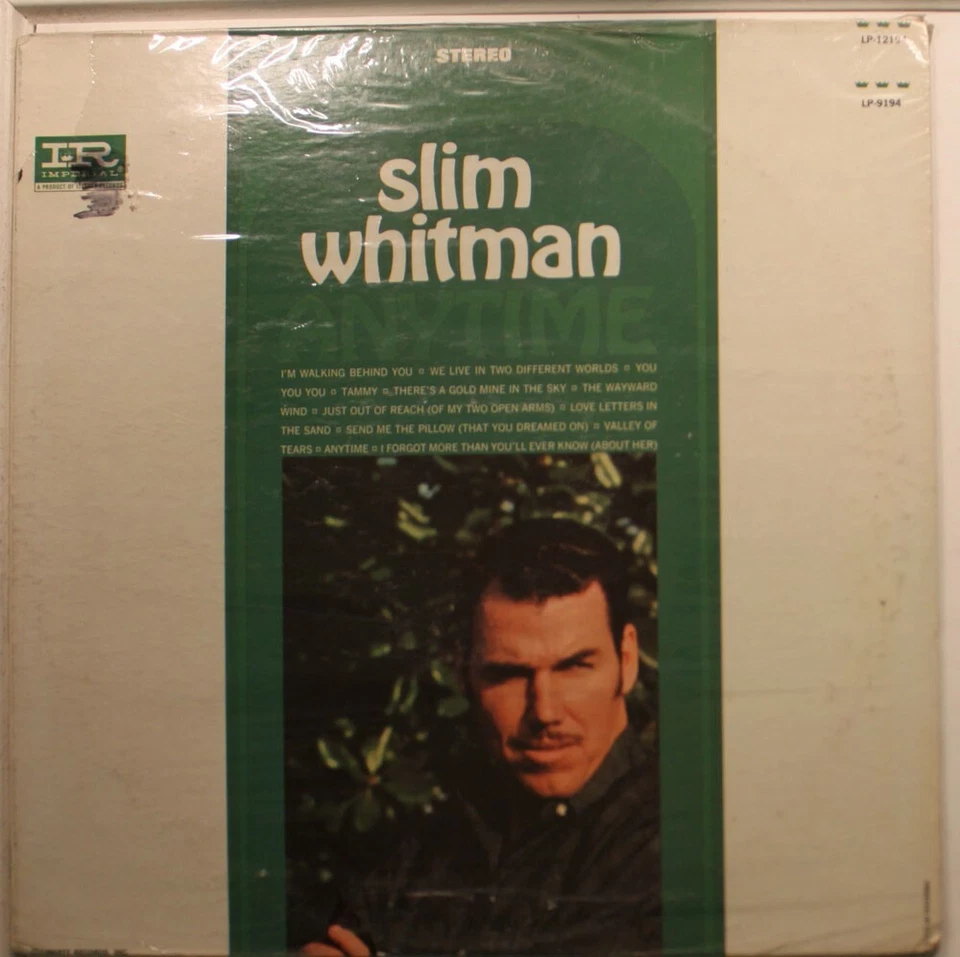 STEREO
LP-9194
IR
IMPERIAL
slim
whitman
ANYTIME
I'M WALKING BEHIND YOU ▫ WE LIVE IN TWO DIFFERENT WORLDS ▫ YOU
YOU YOU ▫ TAMMY ▫ THERE'S A GOLD MINE IN THE SKY ▫ THE WAYWARD
WIND ▫ JUST OUT OF REACH (OF MY TWO OPEN ARMS) ▫ LOVE LETTERS IN
THE SAND ▫ SEND ME THE PILLOW (THAT YOU DREAMED ON) ▫ VALLEY OF
TEARS ▫ ANYTIME ▫ I FORGOT MORE THAN YOU'LL EVER KNOW (ABOUT HER)